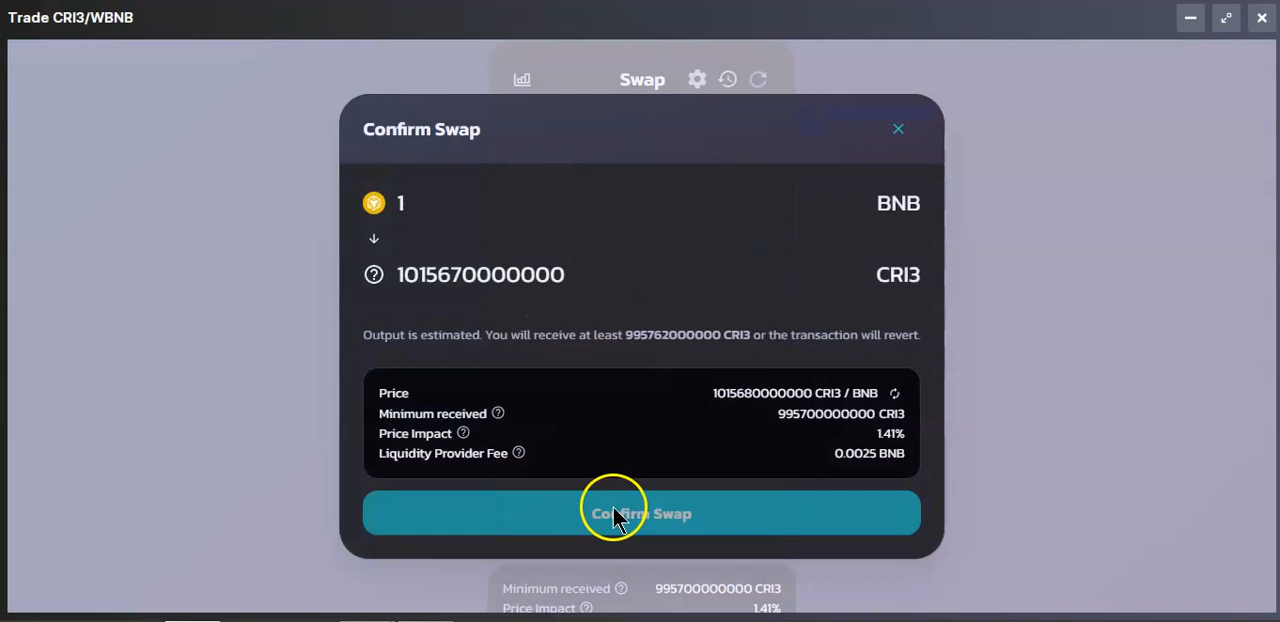 Trade CRI3/WBNB
Swap
Confirm Swap
1 BNB
1015670000000 CRI3
Output is estimated. You will receive at least 995762000000 CRI3 or the transaction will revert.
Price 1015680000000 CRI3 / BNB
Minimum received 995700000000 CRI3
Price Impact 1.41%
Liquidity Provider Fee 0.0025 BNB
Confirm Swap
Minimum received 995700000000 CRI3
Price Impact 1.41%